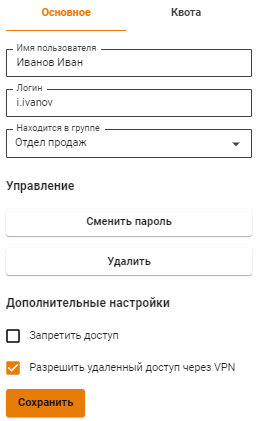 Основное Квота
Имя пользователя
Иванов Иван
Логин
i.ivanov
Находится в группе
Отдел продаж
Управление
Сменить пароль
Удалить
Дополнительные настройки
Запретить доступ
Разрешить удаленный доступ через VPN
Сохранить